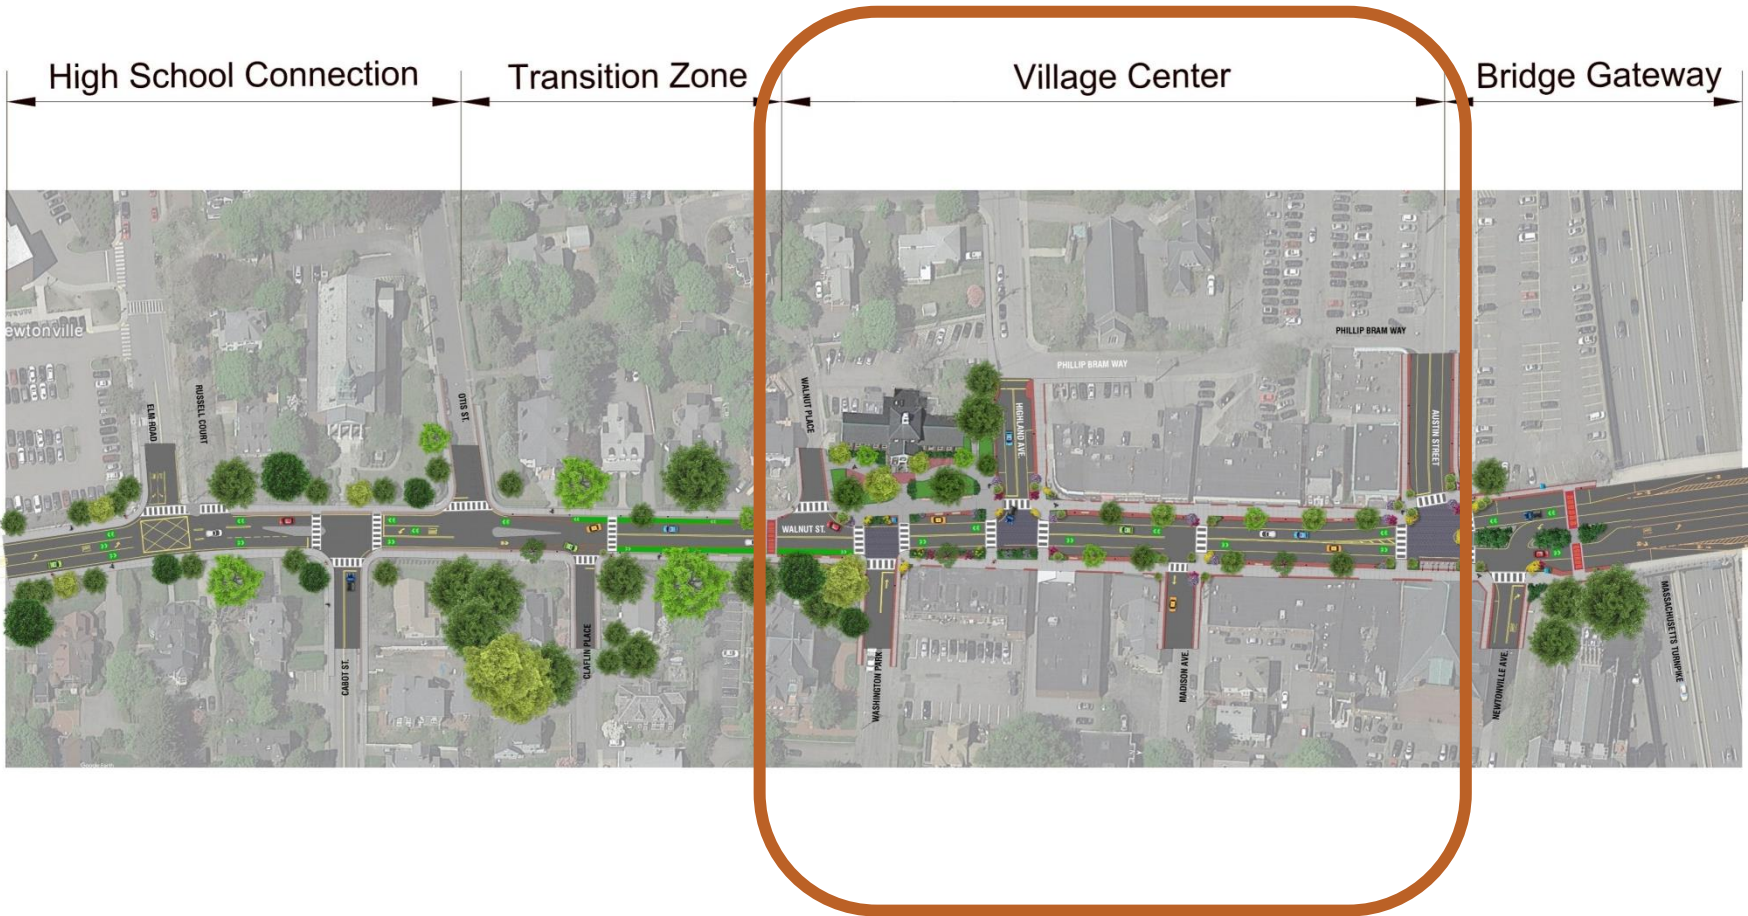 High School Connection
Transition Zone
Village Center
Bridge Gateway
ewtonville
ELM ROAD
RUSSELL COURT
OTIS ST.
WALNUT PLACE
HIGHLAND AVE
PHILLIP BRAM WAY
PHILLIP BRAM WAY
AUSTIN STREET
WALNUT ST.
CABOT ST.
CLAFLIN PLACE
WASHINGTON PARK
MADISON AVE.
NEWTONVILLE AVE.
MASSACHUSETTS TURNPIKE
Google Earth